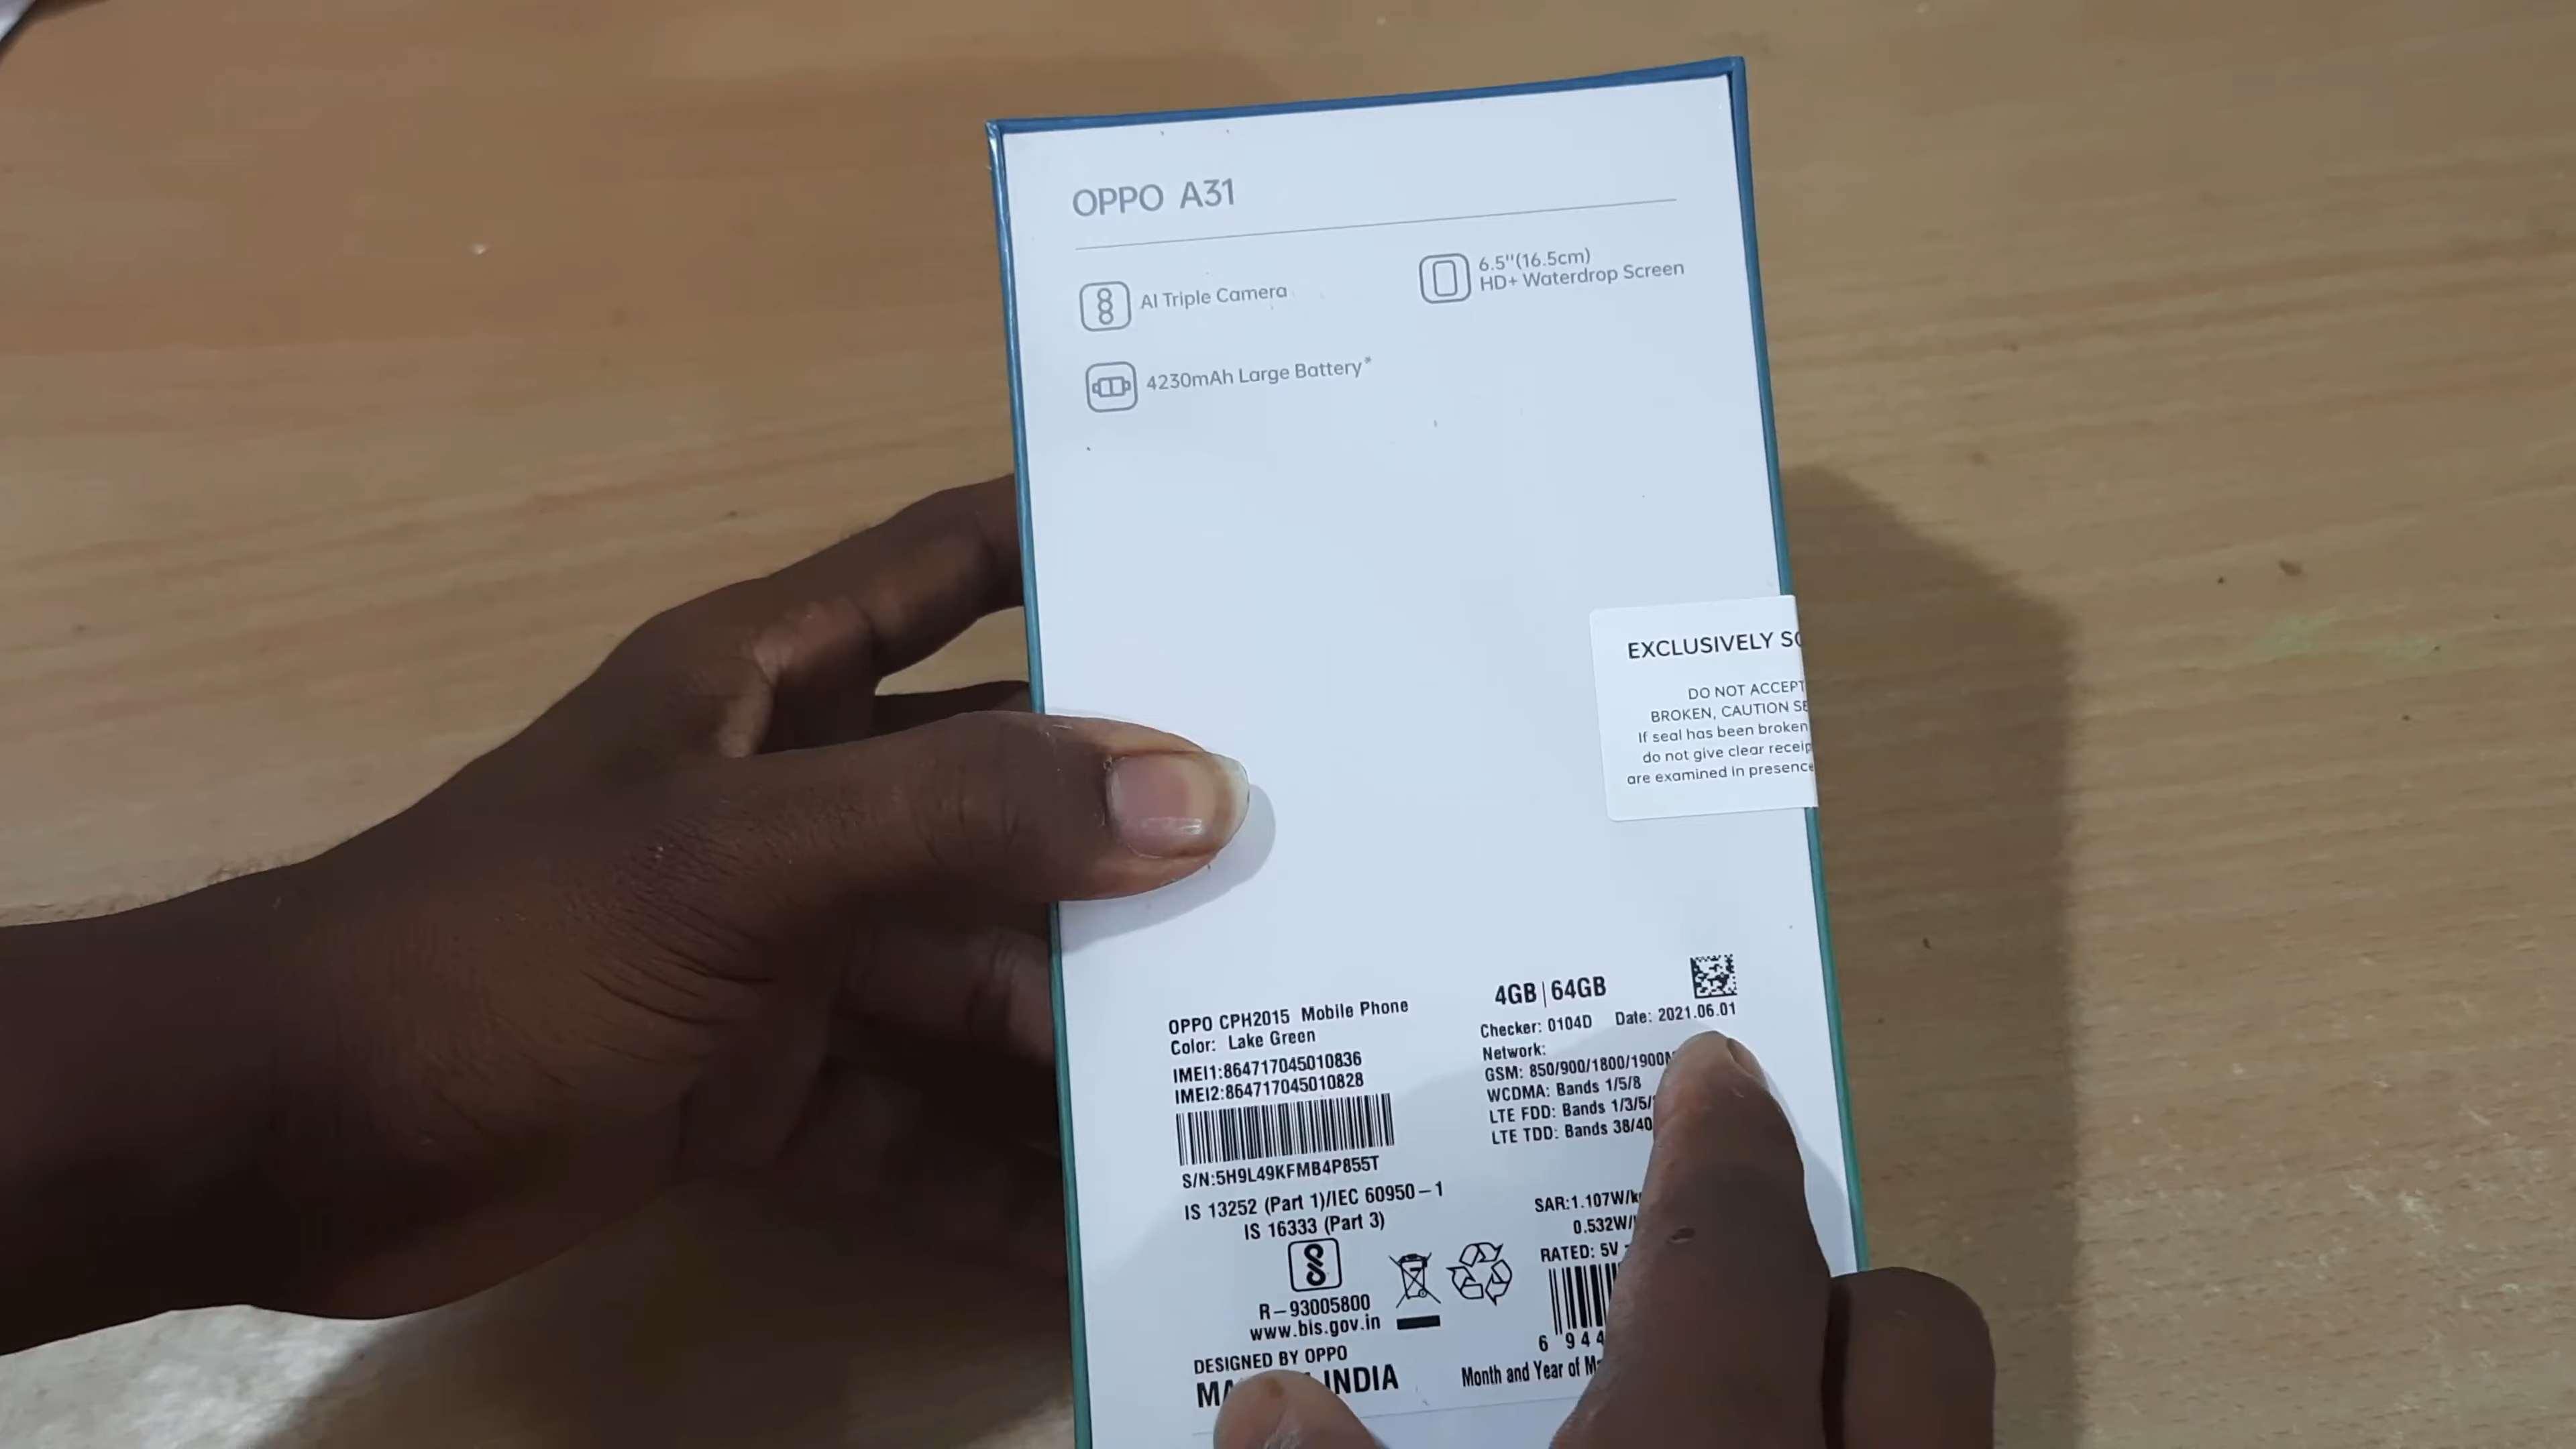 OPPO A31
AI Triple Camera
6.5"(16.5cm)
HD+ Waterdrop Screen
4230mAh Large Battery*
EXCLUSIVELY
DO NOT ACCEPT
BROKEN, CAUTION
If seal has been broken
do not give clear
are examined in presence
OPPO CPH2015 Mobile Phone
Color: Lake Green
IMEI1:864717045010836
IMEI2:864717045010828
S/N:5H9L49KFMB4P855T
IS 13252 (Part 1)/IEC 60950-1
IS 16333 (Part 3)
R-93005800
www.bis.gov.in
DESIGNED BY OPPO
INDIA
4GB|64GB
Checker: 0104D Date: 2021.06.01
Network:
GSM: 850/900/1800/1900
WCDMA: Bands 1/5/8
LTE FDD: Bands 1/3/5/
LTE TDD: Bands 38/40
SAR:1.107W/k
0.532W/
RATED: 5V
6 944
Month and Year of